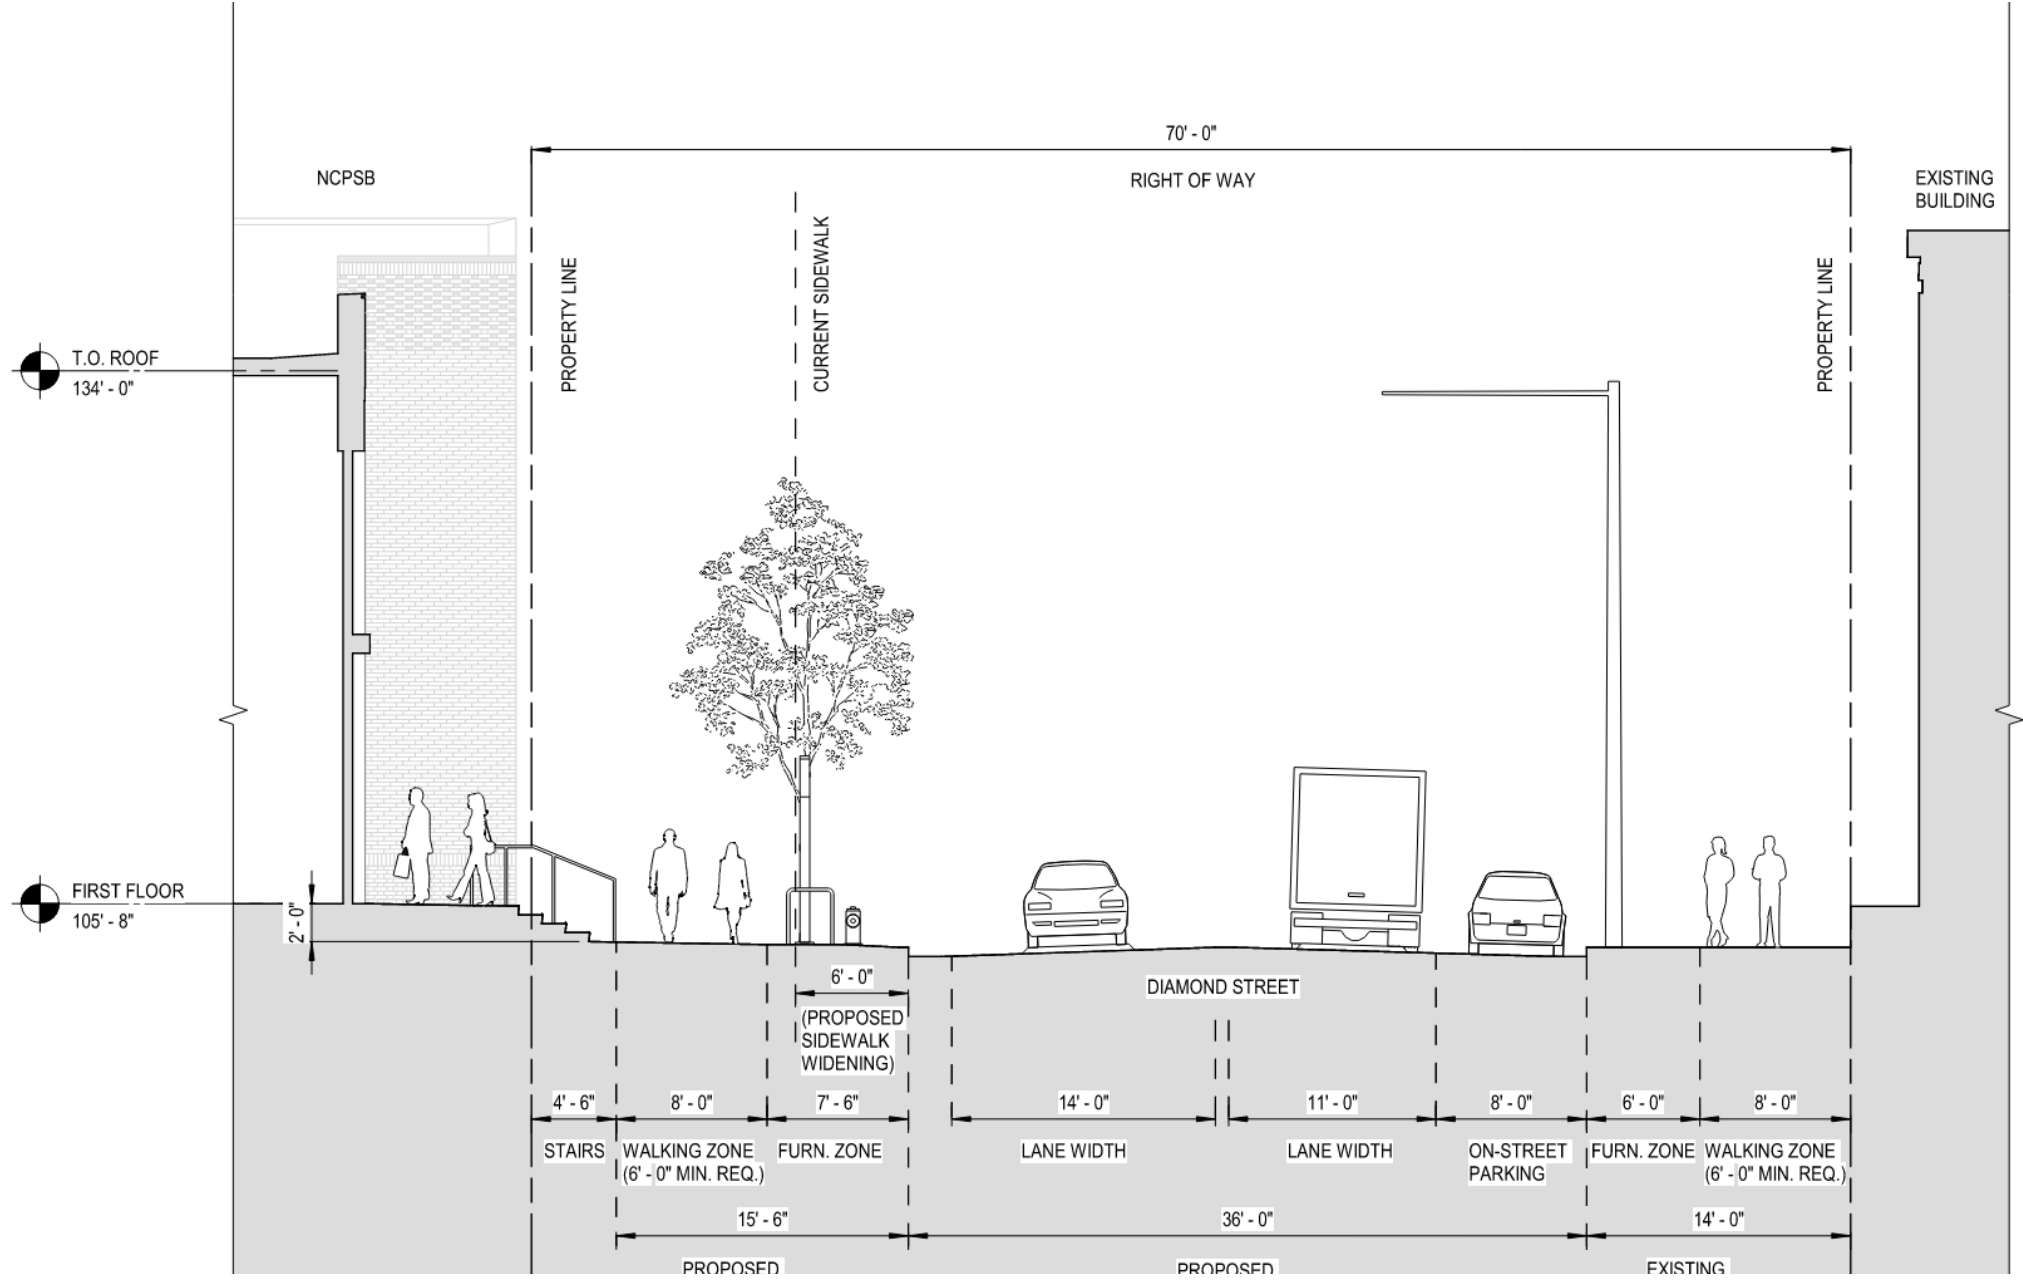 70' - 0"
NCPSB
RIGHT OF WAY
EXISTING
BUILDING
PROPERTY LINE
CURRENT SIDEWALK
PROPERTY LINE
T.O. ROOF
134' - 0"
FIRST FLOOR
105' - 8"
2' - 0"
6' - 0"
(PROPOSED
SIDEWALK
WIDENING)
DIAMOND STREET
4' - 6"
8' - 0"
7' - 6"
14' - 0"
11' - 0"
8' - 0"
6' - 0"
8' - 0"
STAIRS
WALKING ZONE
(6' - 0" MIN. REQ.)
FURN. ZONE
LANE WIDTH
LANE WIDTH
ON-STREET
PARKING
FURN. ZONE
WALKING ZONE
(6' - 0" MIN. REQ.)
15' - 6"
36' - 0"
14' - 0"
PROPOSED
PROPOSED
EXISTING